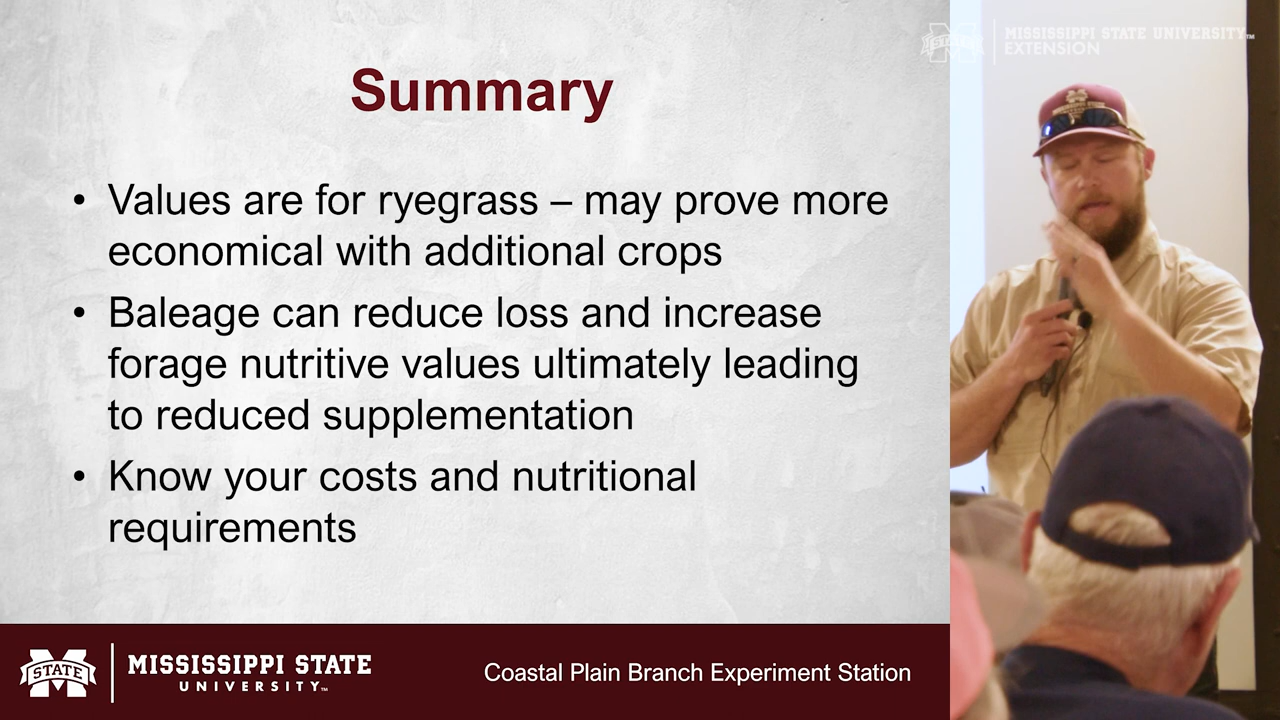 Summary
• Values are for ryegrass – may prove more
economical with additional crops
• Baleage can reduce loss and increase
forage nutritive values ultimately leading
to reduced supplementation
• Know your costs and nutritional
requirements
STATE
MISSISSIPPI STATE
UNIVERSITY™
Coastal Plain Branch Experiment Station
STATE
MISSISSIPPI STATE UNIVERSITY™
EXTENSION